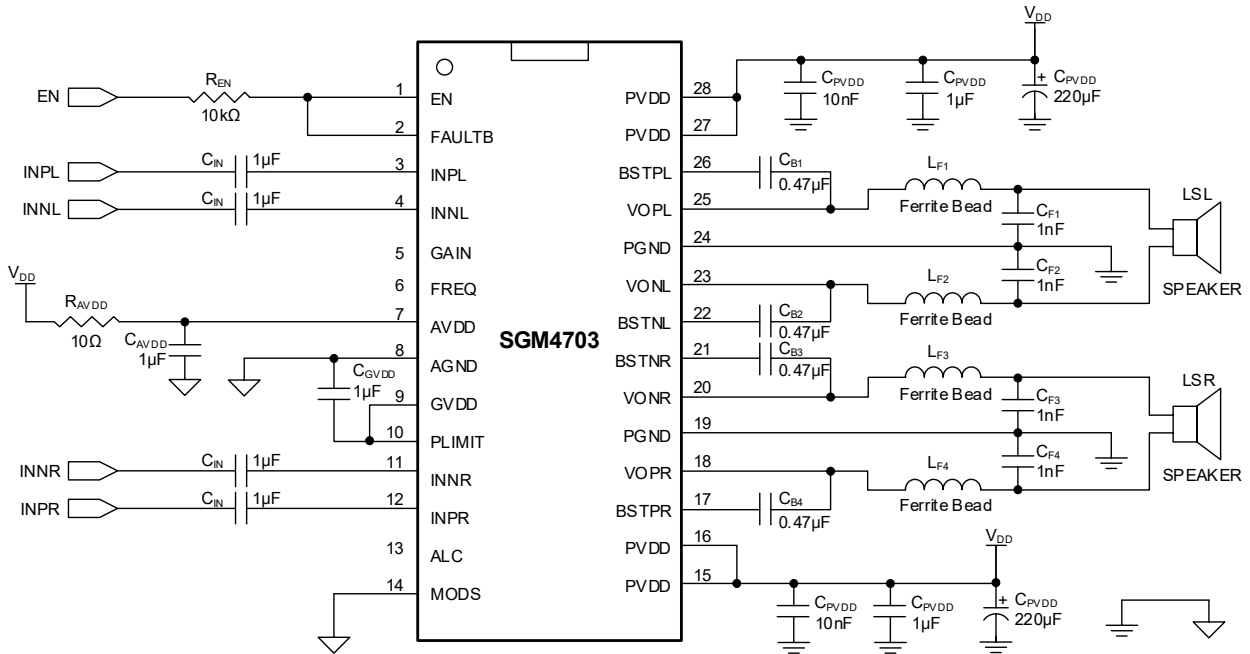 V_DD
EN
R_EN
10kΩ
1
EN
2
FAULTB
INPL
C_IN
1µF
3
INPL
INNL
C_IN
1µF
4
INNL
5
GAIN
6
FREQ
V_DD
R_AVDD
10Ω
7
AVDD
C_AVDD
1µF
8
AGND
C_GVDD
1µF
9
GVDD
10
PLIMIT
INNR
C_IN
1µF
11
INNR
INPR
C_IN
1µF
12
INPR
13
ALC
14
MODS
SGM4703
28
PVDD
27
PVDD
C_PVDD
10nF
C_PVDD
1µF
+
C_PVDD
220µF
26
BSTPL
C_B1
0.47µF
25
VOPL
L_F1
Ferrite Bead
C_F1
1nF
LSL
SPEAKER
24
PGND
C_F2
1nF
23
VONL
L_F2
Ferrite Bead
22
BSTNL
C_B2
0.47µF
21
BSTNR
C_B3
0.47µF
20
VONR
L_F3
Ferrite Bead
C_F3
1nF
LSR
SPEAKER
19
PGND
C_F4
1nF
18
VOPR
L_F4
Ferrite Bead
17
BSTPR
C_B4
0.47µF
16
PVDD
15
PVDD
V_DD
C_PVDD
10nF
C_PVDD
1µF
+
C_PVDD
220µF